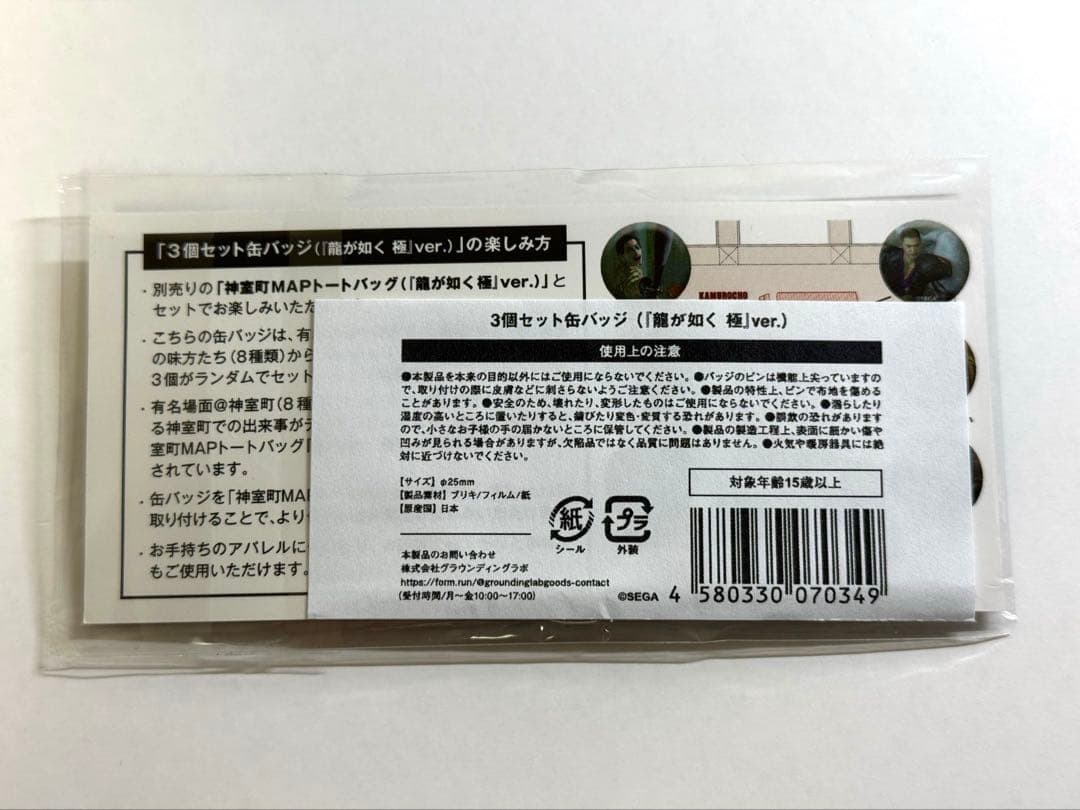 「3個セット缶バッジ(『龍が如く 極』ver.)」の楽しみ方
・別売りの「神室町MAPトートバッグ(『龍が如く極』ver.)」と
セットでお楽しみいただ
・こちらの缶バッジは、有
の味方たち(8種類)から
3個がランダムでセット
・有名場面@神室町(8種
る神室町での出来事がデ
室町MAPトートバッグ「
されています。
・缶バッジを「神室町MAP
取り付けることで、より
・お手持ちのアパレルに
もご使用いただけます。
KAMUROCHO
3個セット缶バッジ(『龍が如く 極』ver.)
使用上の注意
●本製品を本来の目的以外にはご使用にならないでください。●バッジのピンは機能上尖っていますの
で、取り付けの際に皮膚などに刺さらないようご注意ください。●製品の特性上、ピンで布地を傷める
ことがあります。●安全のため、壊れたり、変形したものはご使用にならないでください。●濡らしたり
湿度の高いところに置いたりすると、錆びたり変色・変質する恐れがあります。●誤飲の恐れがあります
ので、小さなお子様の手の届かないところに保管してください。●製品の製造工程上、表面に細かい傷や
凹みが見られる場合がありますが、欠陥品ではなく品質に問題はありません。●火気や暖房器具には絶
対に近づけないでください。
【サイズ】φ25mm
【製品素材】ブリキ/フィルム/紙
【原産国】日本
本製品のお問い合わせ
株式会社グラウンディングラボ
https://form.run/@groundinglabgoods-contact
(受付時間/月〜金10:00〜17:00)
紙
シール
プラ
外装
©SEGA
対象年齢15歳以上
4 580330 070349